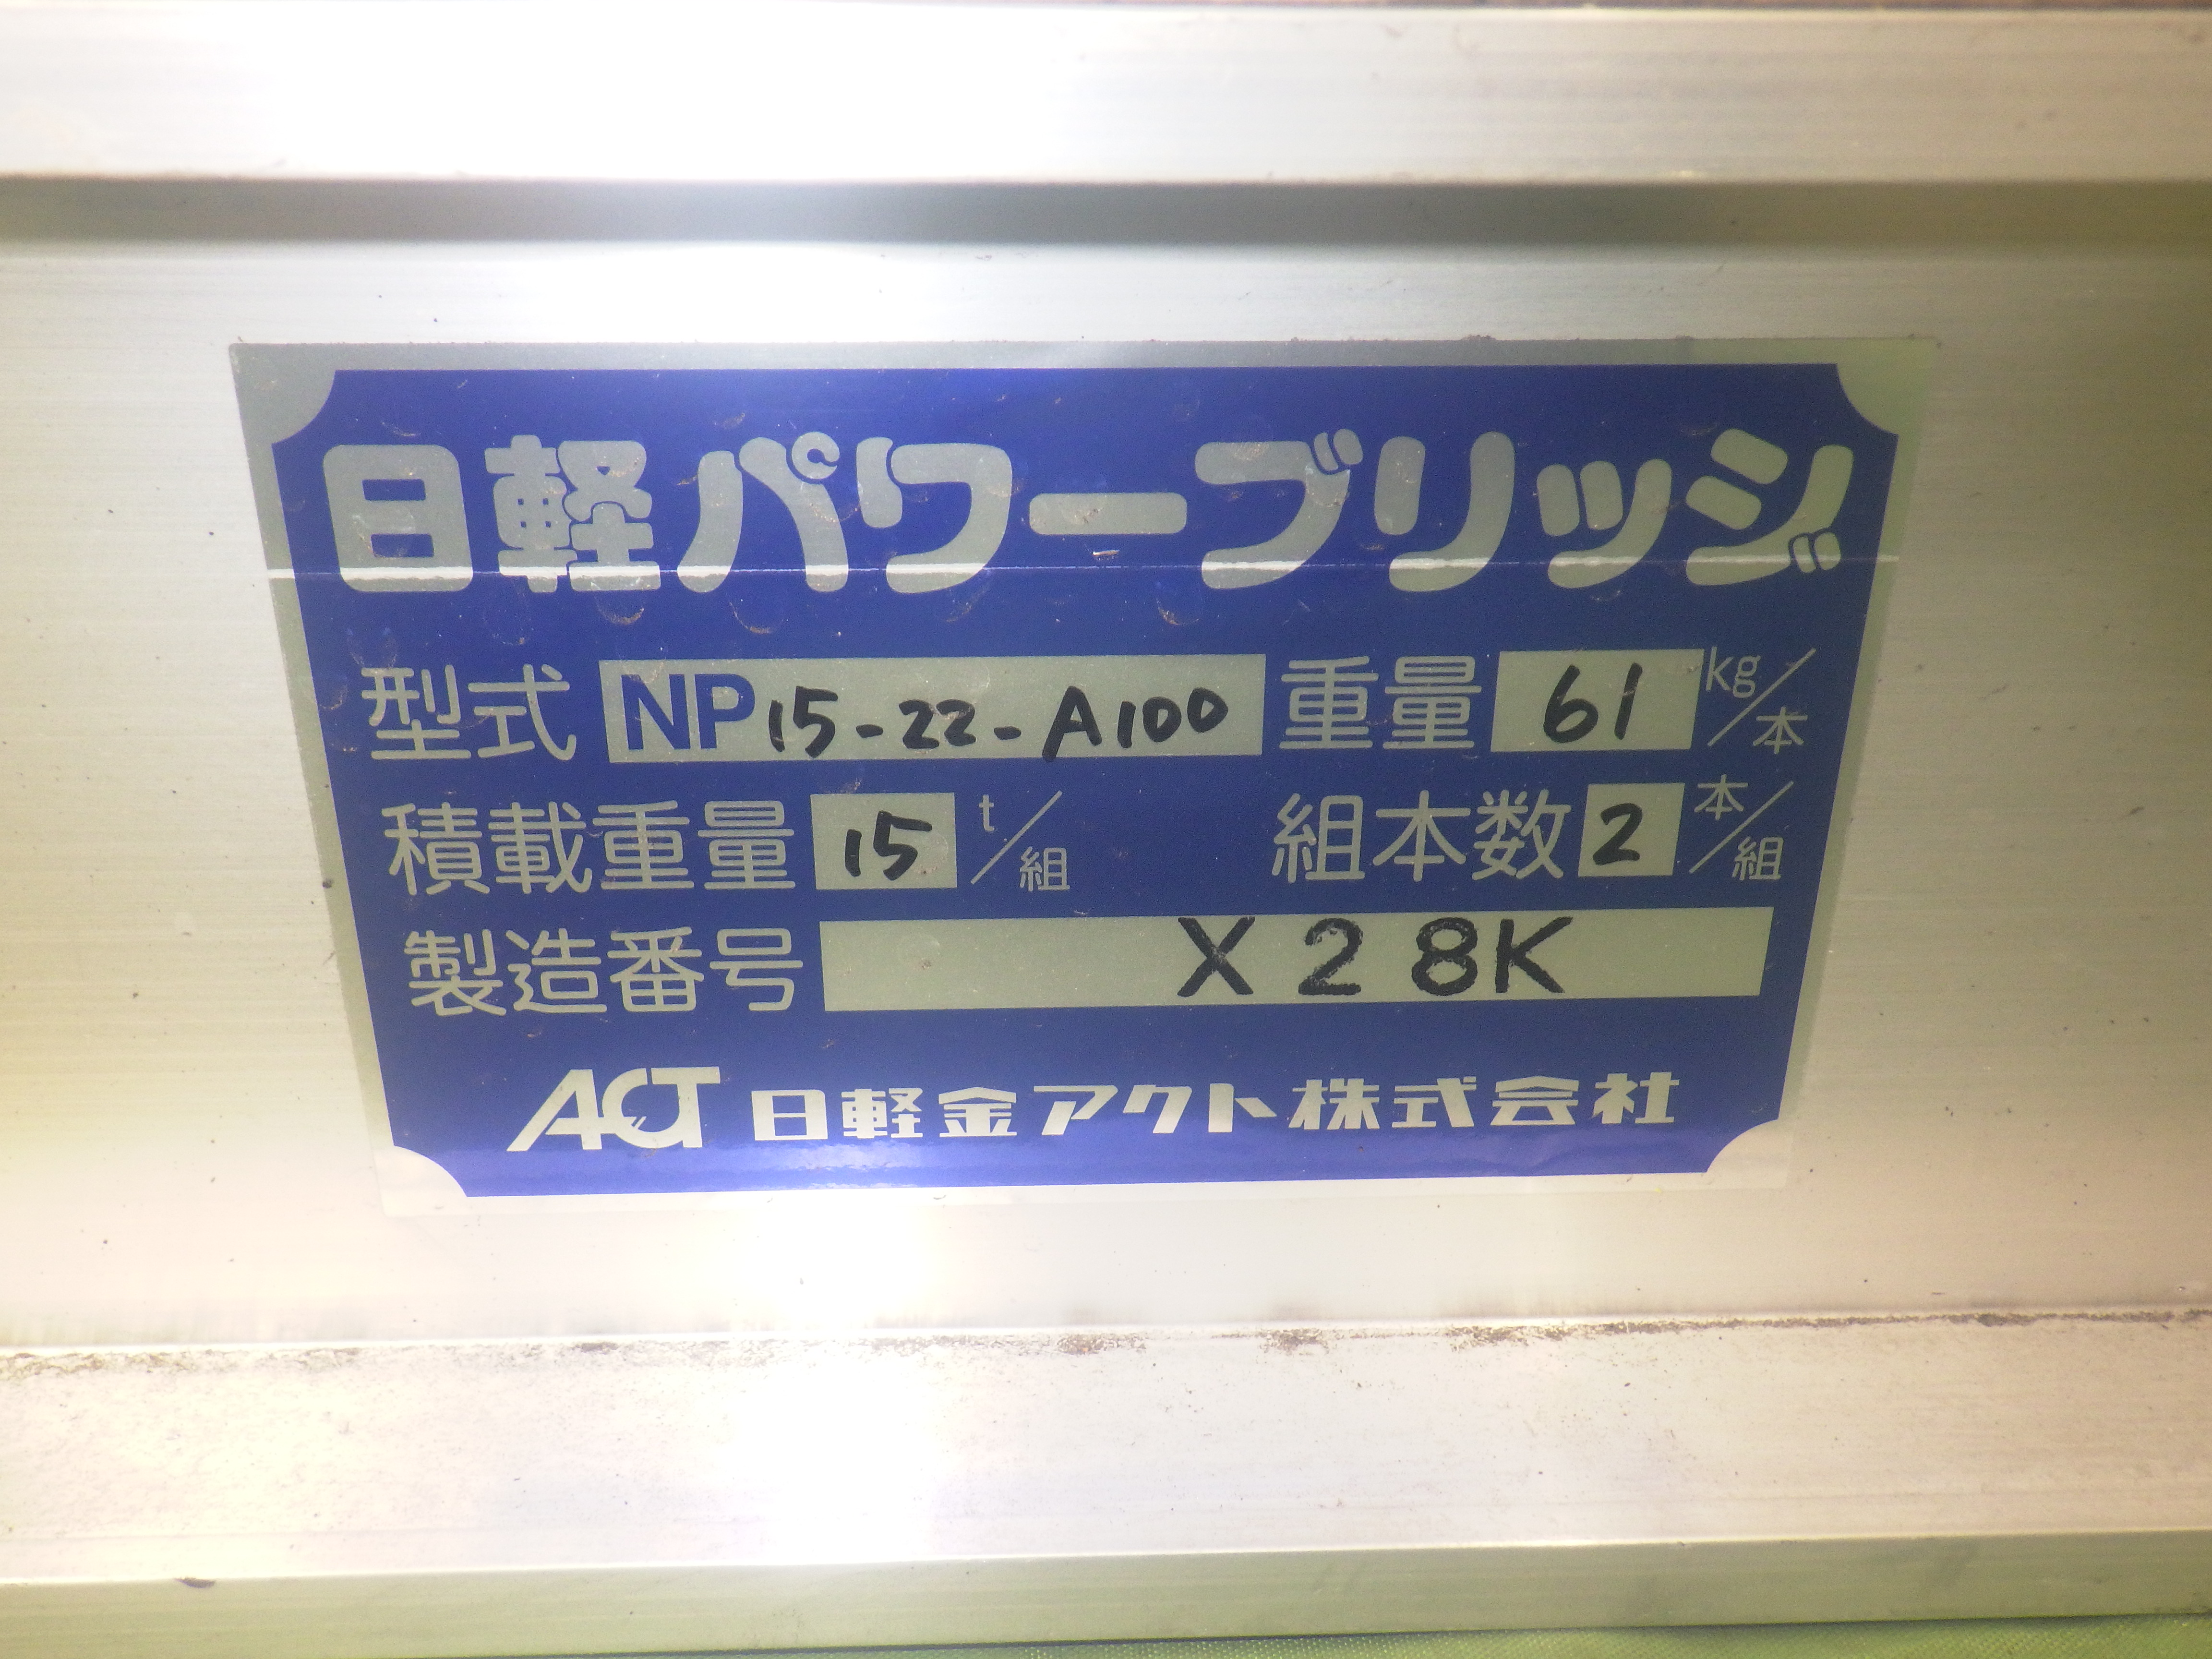 日軽パワーブリッジ
型式 NP15-22-A100 重量 61 kg/本
積載重量 15 t/組 組本数 2 本/組
製造番号 X28K
ACT 日軽金アクト株式会社